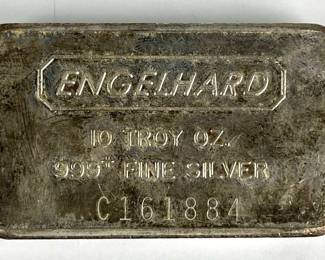 ENGELHARD
10 TROY OZ.
999+ FINE SILVER
C161884